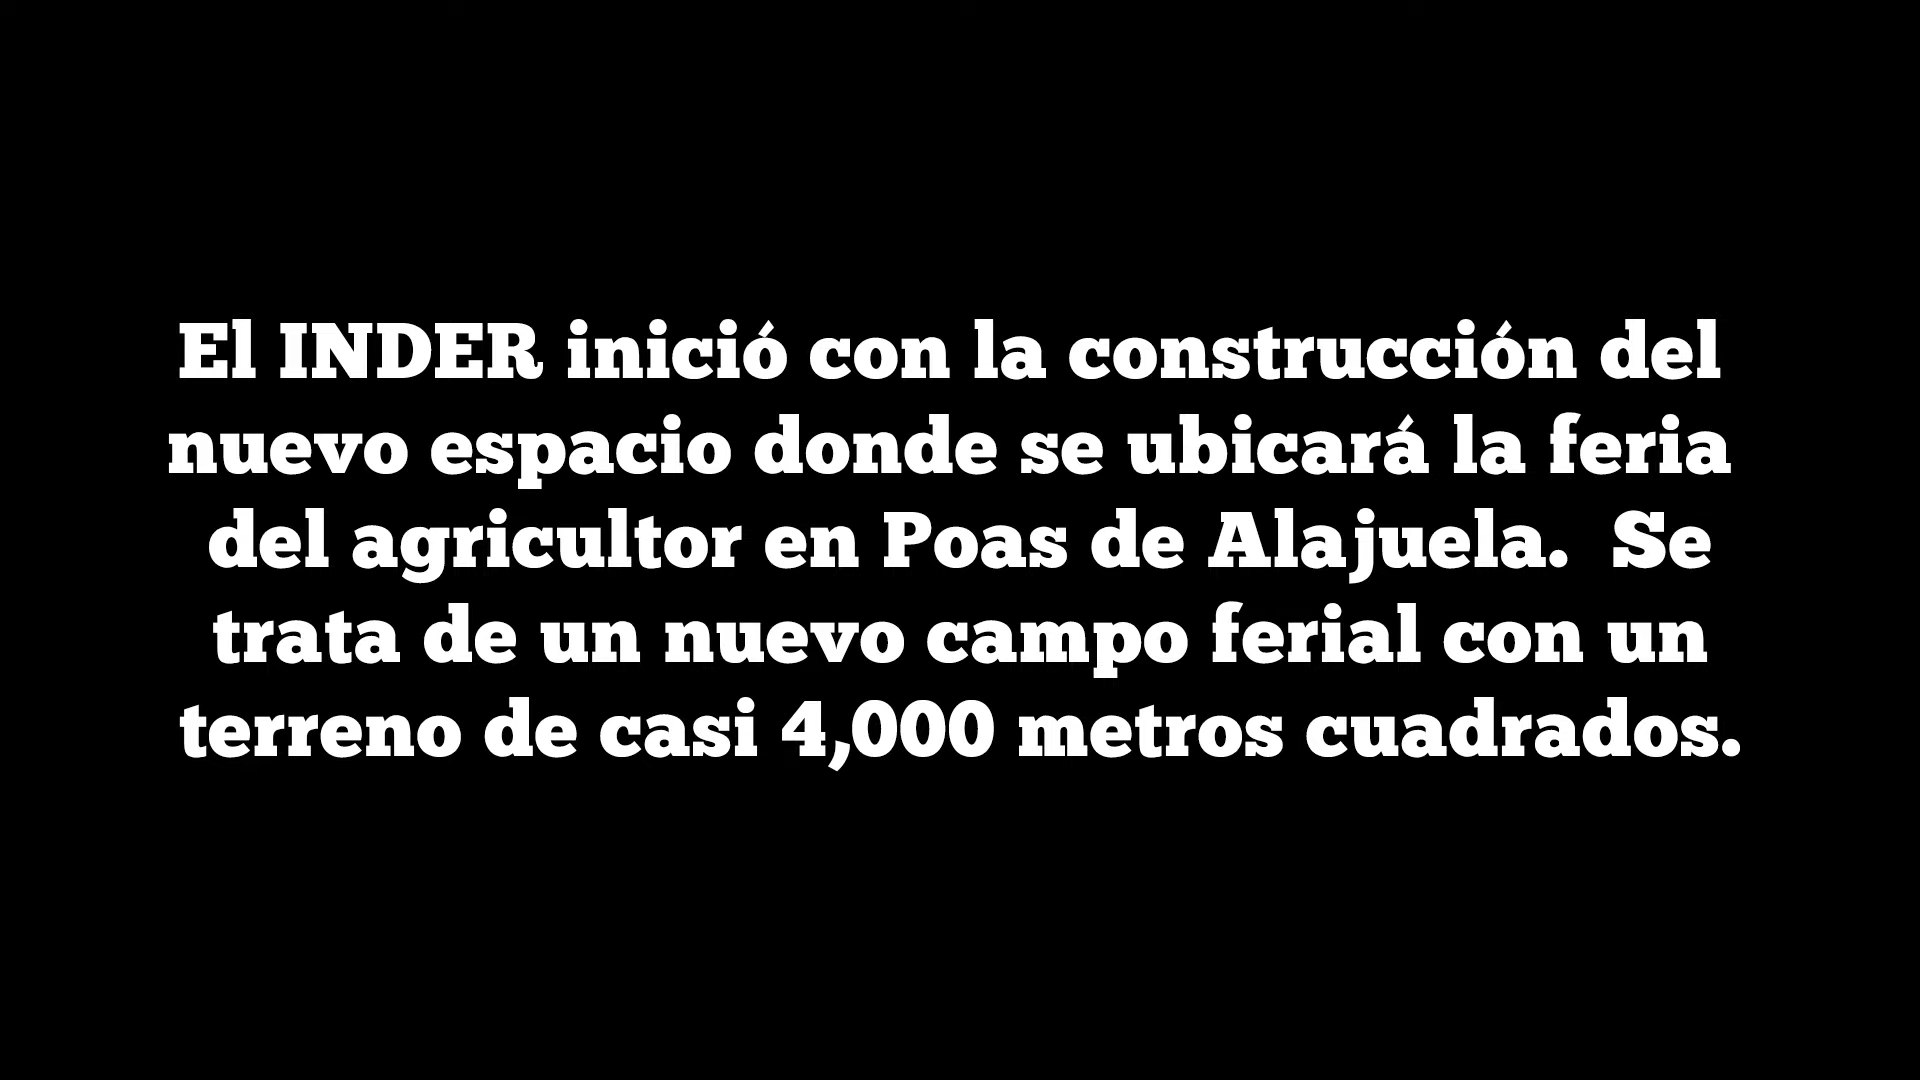 El INDER inició con la construcción del
nuevo espacio donde se ubicará la feria
del agricultor en Poas de Alajuela.  Se
trata de un nuevo campo ferial con un
terreno de casi 4,000 metros cuadrados.